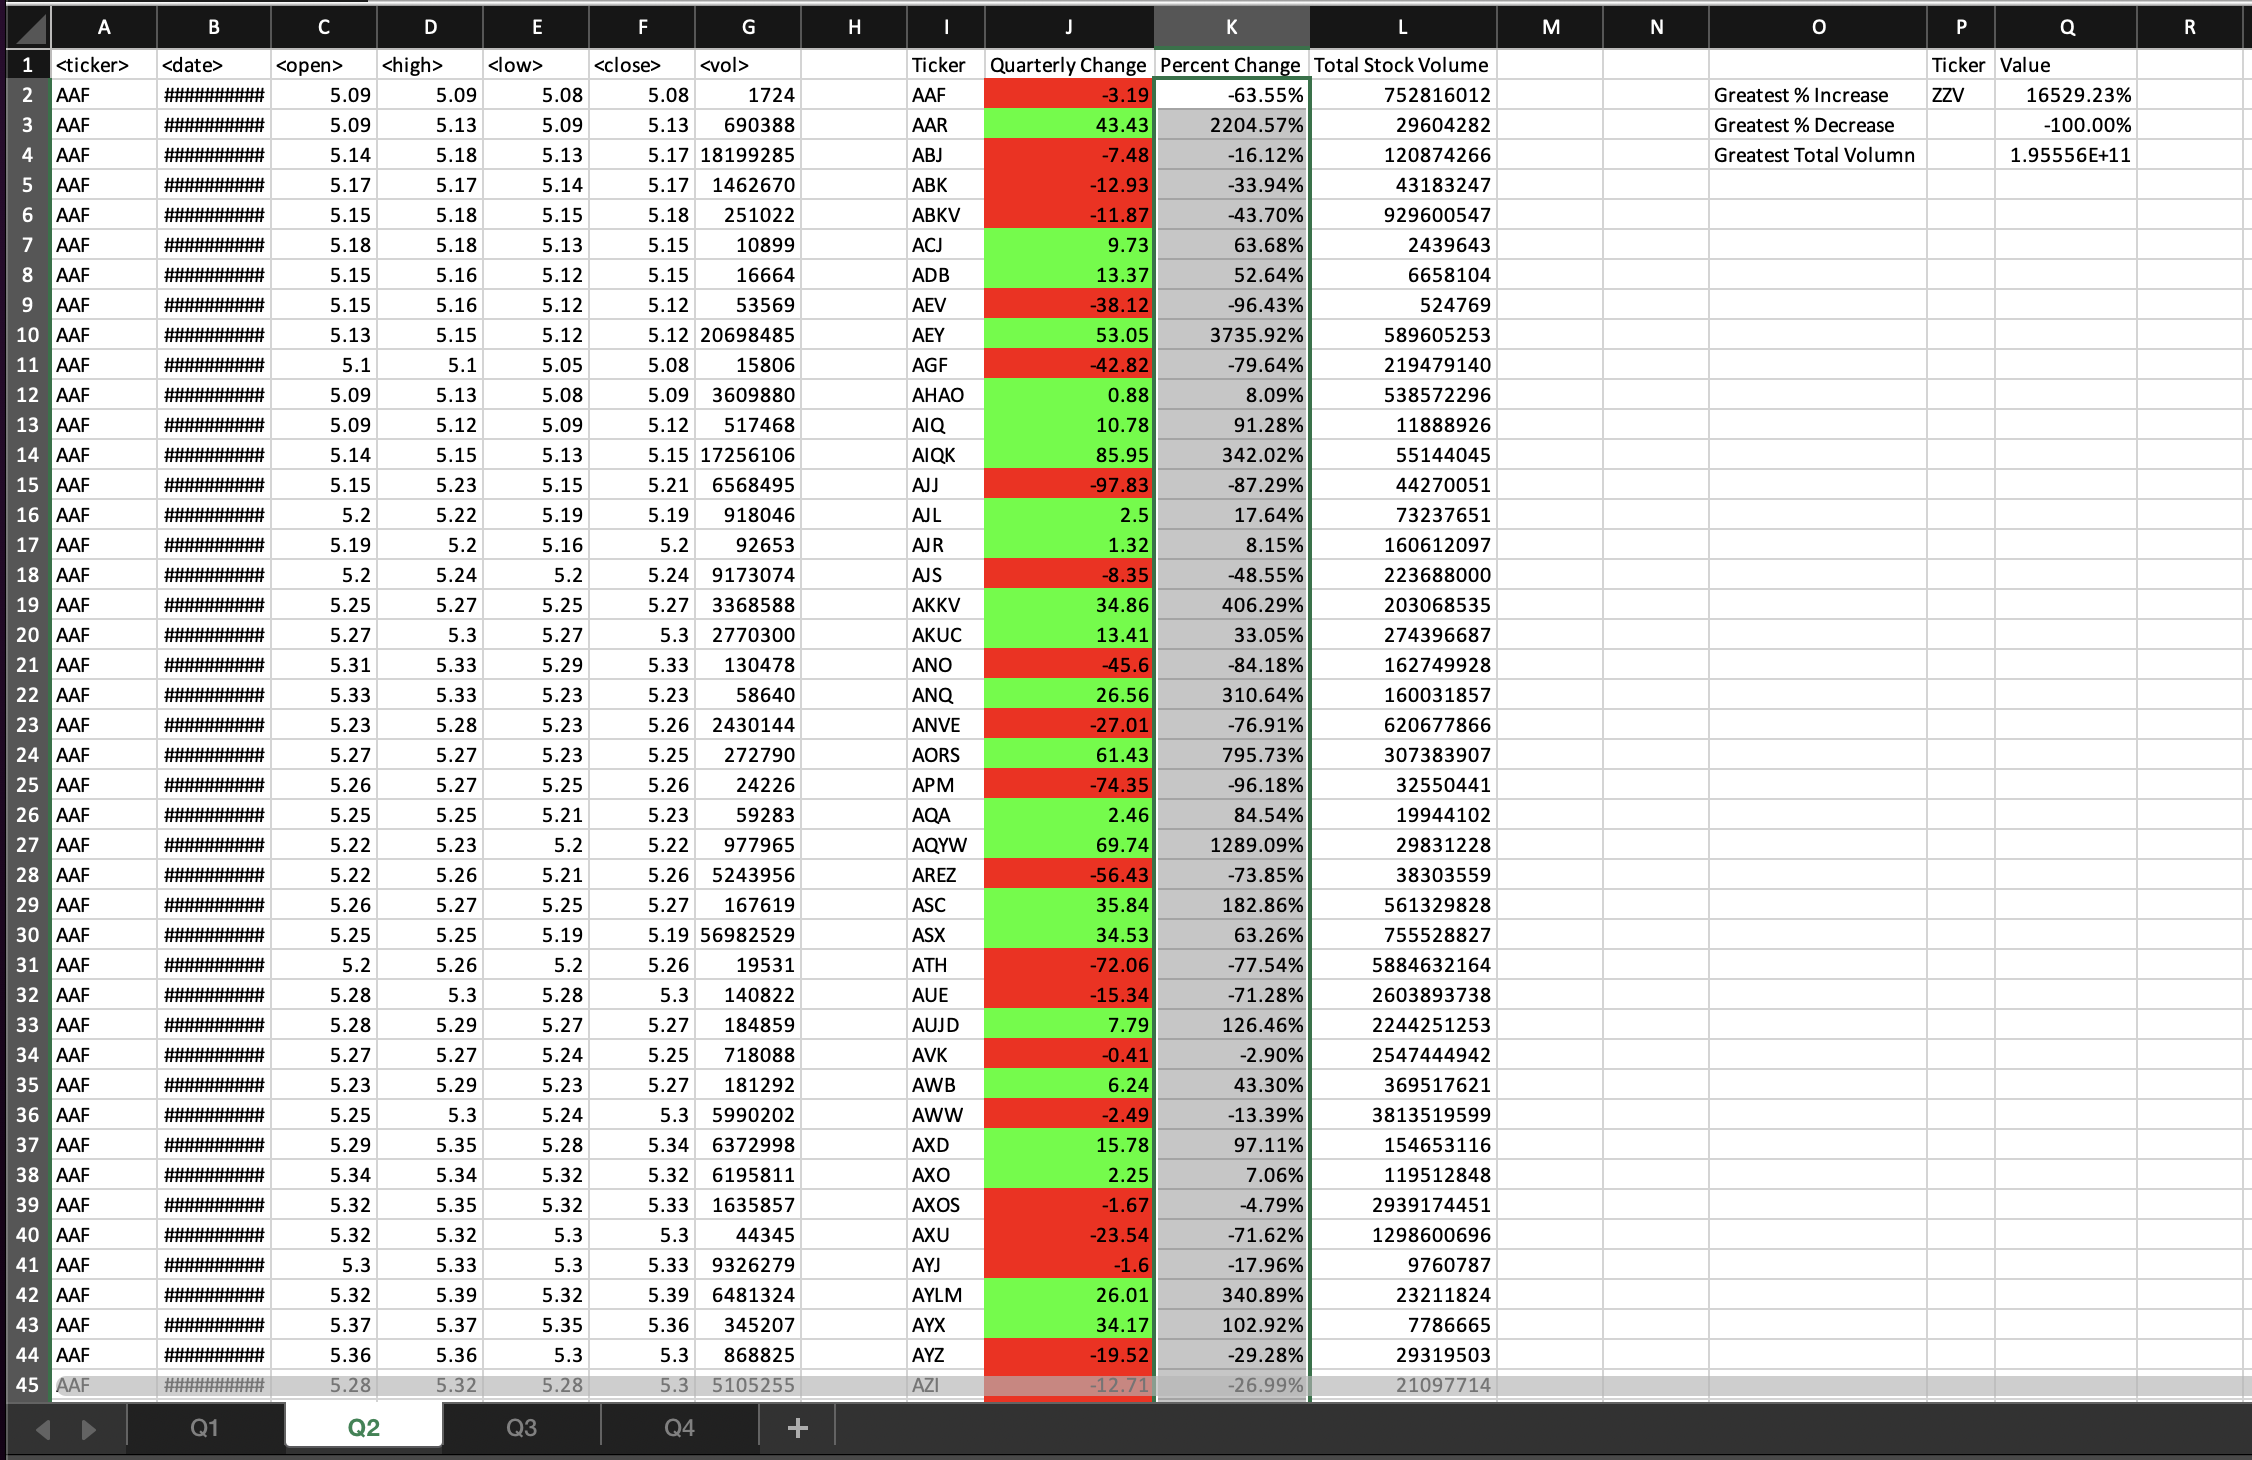 A B C D E F G H I J K L M N O P Q R
1 <ticker> <date> <open> <high> <low> <close> <vol> Ticker Quarterly Change Percent Change Total Stock Volume Ticker Value
2 AAF ########## 5.09 5.09 5.08 5.08 1724 AAF -3.19 -63.55% 752816012 Greatest % Increase ZZV 16529.23%
3 AAF ########## 5.09 5.13 5.09 5.13 690388 AAR 43.43 2204.57% 29604282 Greatest % Decrease -100.00%
4 AAF ########## 5.14 5.18 5.13 5.17 18199285 ABJ -7.48 -16.12% 120874266 Greatest Total Volumn 1.95556E+11
5 AAF ########## 5.17 5.17 5.14 5.17 1462670 ABK -12.93 -33.94% 43183247
6 AAF ########## 5.15 5.18 5.15 5.18 251022 ABKV -11.87 -43.70% 929600547
7 AAF ########## 5.18 5.18 5.13 5.15 10899 ACJ 9.73 63.68% 2439643
8 AAF ########## 5.15 5.16 5.12 5.15 16664 ADB 13.37 52.64% 6658104
9 AAF ########## 5.15 5.16 5.12 5.12 53569 AEV -38.12 -96.43% 524769
10 AAF ########## 5.13 5.15 5.12 5.12 20698485 AEY 53.05 3735.92% 589605253
11 AAF ########## 5.1 5.1 5.05 5.08 15806 AGF -42.82 -79.64% 219479140
12 AAF ########## 5.09 5.13 5.08 5.09 3609880 AHAO 0.88 8.09% 538572296
13 AAF ########## 5.09 5.12 5.09 5.12 517468 AIQ 10.78 91.28% 11888926
14 AAF ########## 5.14 5.15 5.13 5.15 17256106 AIQK 85.95 342.02% 55144045
15 AAF ########## 5.15 5.23 5.15 5.21 6568495 AJJ -97.83 -87.29% 44270051
16 AAF ########## 5.2 5.22 5.19 5.19 918046 AJL 2.5 17.64% 73237651
17 AAF ########## 5.19 5.2 5.16 5.2 92653 AJR 1.32 8.15% 160612097
18 AAF ########## 5.2 5.24 5.2 5.24 9173074 AJS -8.35 -48.55% 223688000
19 AAF ########## 5.25 5.27 5.25 5.27 3368588 AKKV 34.86 406.29% 203068535
20 AAF ########## 5.27 5.3 5.27 5.3 2770300 AKUC 13.41 33.05% 274396687
21 AAF ########## 5.31 5.33 5.29 5.33 130478 ANO -45.6 -84.18% 162749928
22 AAF ########## 5.33 5.33 5.23 5.23 58640 ANQ 26.56 310.64% 160031857
23 AAF ########## 5.23 5.28 5.23 5.26 2430144 ANVE -27.01 -76.91% 620677866
24 AAF ########## 5.27 5.27 5.23 5.25 272790 AORS 61.43 795.73% 307383907
25 AAF ########## 5.26 5.27 5.25 5.26 24226 APM -74.35 -96.18% 32550441
26 AAF ########## 5.25 5.25 5.21 5.23 59283 AQA 2.46 84.54% 19944102
27 AAF ########## 5.22 5.23 5.2 5.22 977965 AQYW 69.74 1289.09% 29831228
28 AAF ########## 5.22 5.26 5.21 5.26 5243956 AREZ -56.43 -73.85% 38303559
29 AAF ########## 5.26 5.27 5.25 5.27 167619 ASC 35.84 182.86% 561329828
30 AAF ########## 5.25 5.25 5.19 5.19 56982529 ASX 34.53 63.26% 755528827
31 AAF ########## 5.2 5.26 5.2 5.26 19531 ATH -72.06 -77.54% 5884632164
32 AAF ########## 5.28 5.3 5.28 5.3 140822 AUE -15.34 -71.28% 2603893738
33 AAF ########## 5.28 5.29 5.27 5.27 184859 AUJD 7.79 126.46% 2244251253
34 AAF ########## 5.27 5.27 5.24 5.25 718088 AVK -0.41 -2.90% 2547444942
35 AAF ########## 5.23 5.29 5.23 5.27 181292 AWB 6.24 43.30% 369517621
36 AAF ########## 5.25 5.3 5.24 5.3 5990202 AWW -2.49 -13.39% 3813519599
37 AAF ########## 5.29 5.35 5.28 5.34 6372998 AXD 15.78 97.11% 154653116
38 AAF ########## 5.34 5.34 5.32 5.32 6195811 AXO 2.25 7.06% 119512848
39 AAF ########## 5.32 5.35 5.32 5.33 1635857 AXOS -1.67 -4.79% 2939174451
40 AAF ########## 5.32 5.32 5.3 5.3 44345 AXU -23.54 -71.62% 1298600696
41 AAF ########## 5.3 5.33 5.3 5.33 9326279 AYJ -1.6 -17.96% 9760787
42 AAF ########## 5.32 5.39 5.32 5.39 6481324 AYLM 26.01 340.89% 23211824
43 AAF ########## 5.37 5.37 5.35 5.36 345207 AYX 34.17 102.92% 7786665
44 AAF ########## 5.36 5.36 5.3 5.3 868825 AYZ -19.52 -29.28% 29319503
45 AAF ########## 5.28 5.32 5.28 5.3 5105255 AZI -12.71 -26.99% 21097714
Q1 Q2 Q3 Q4 +